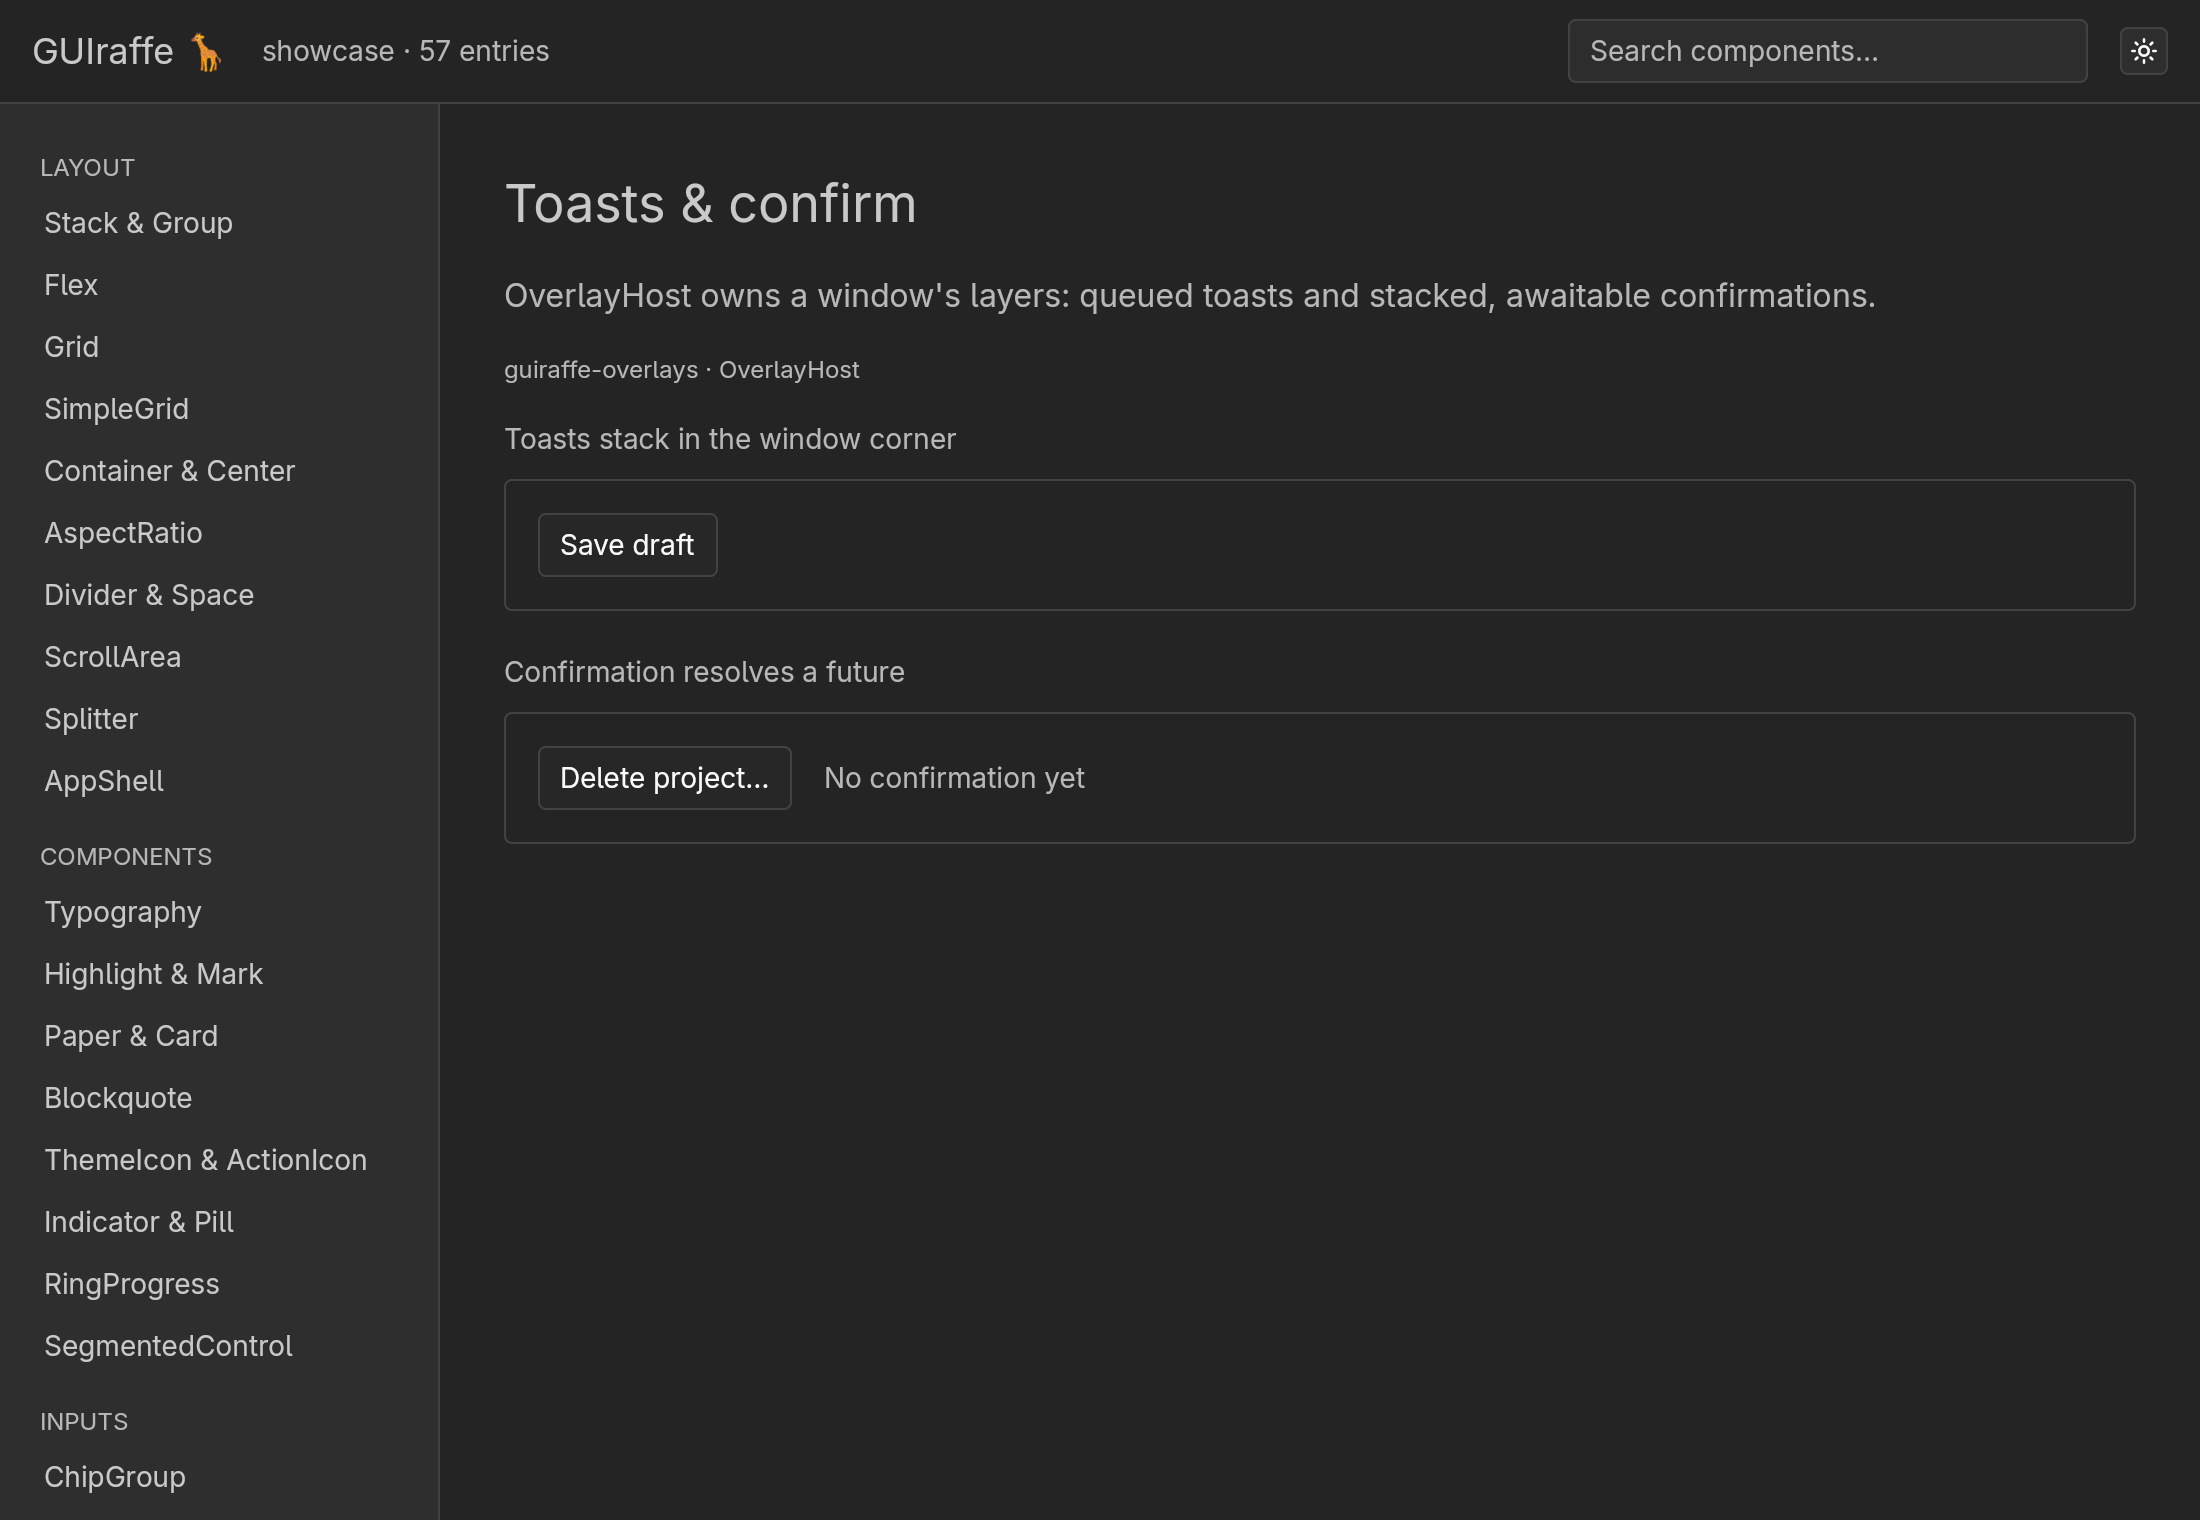 GUIraffe 🦒 showcase · 57 entries
Search components...
LAYOUT
Stack & Group
Flex
Grid
SimpleGrid
Container & Center
AspectRatio
Divider & Space
ScrollArea
Splitter
AppShell
COMPONENTS
Typography
Highlight & Mark
Paper & Card
Blockquote
ThemeIcon & ActionIcon
Indicator & Pill
RingProgress
SegmentedControl
INPUTS
ChipGroup
Toasts & confirm
OverlayHost owns a window's layers: queued toasts and stacked, awaitable confirmations.
guiraffe-overlays · OverlayHost
Toasts stack in the window corner
Save draft
Confirmation resolves a future
Delete project...
No confirmation yet